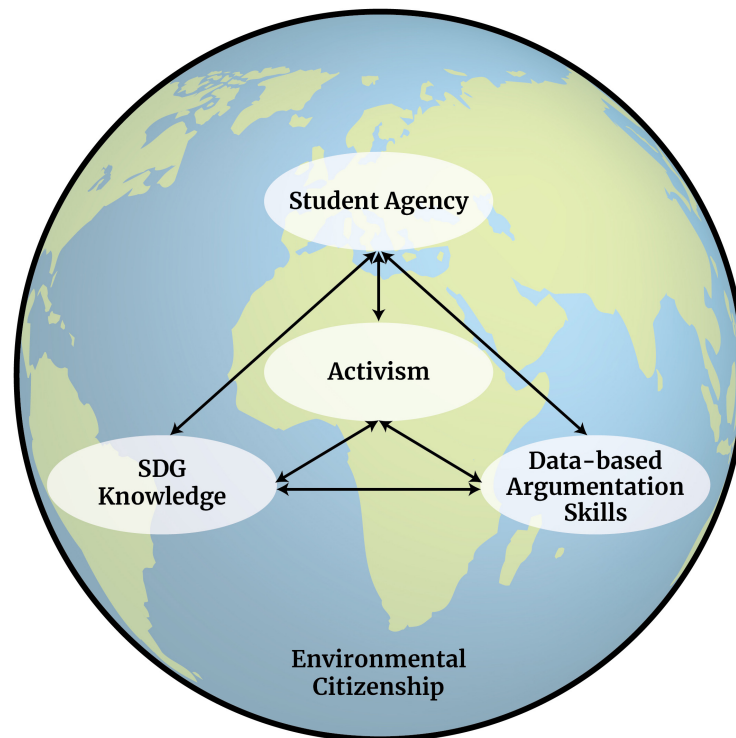 Student Agency
Activism
SDG
Knowledge
Data-based
Argumentation
Skills
Environmental
Citizenship